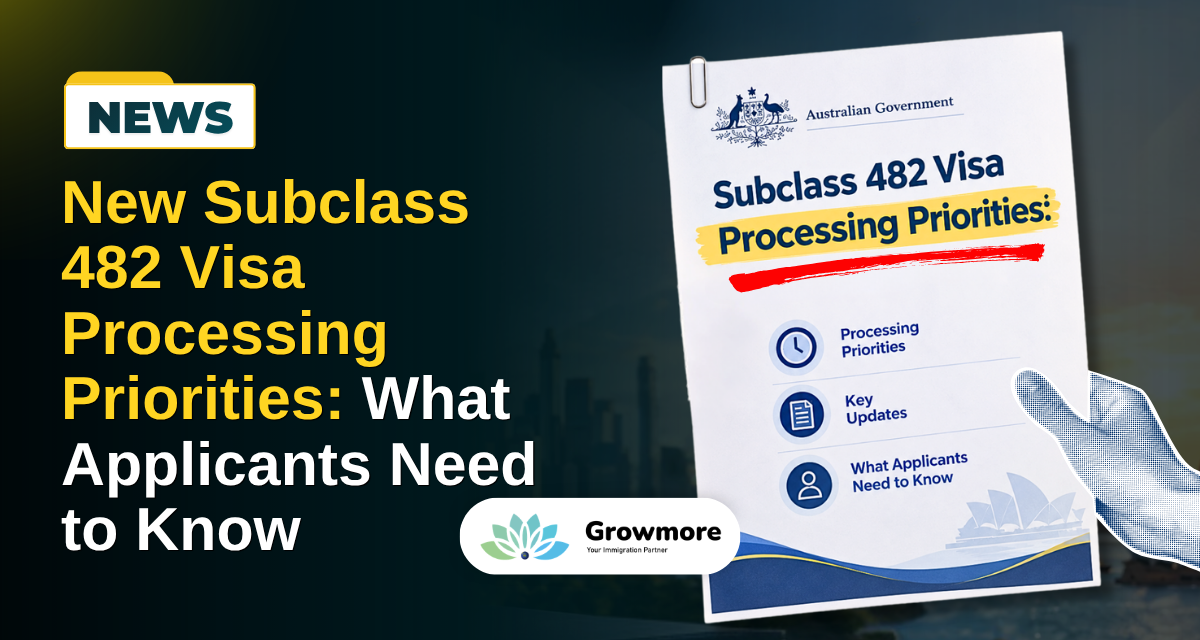 NEWS
New Subclass
482 Visa
Processing
Priorities: What
Applicants Need
to Know
Growmore
Your Immigration Partner
Australian Government
Subclass 482 Visa
Processing Priorities:
Processing
Priorities
Key
Updates
What Applicants
Need to Know